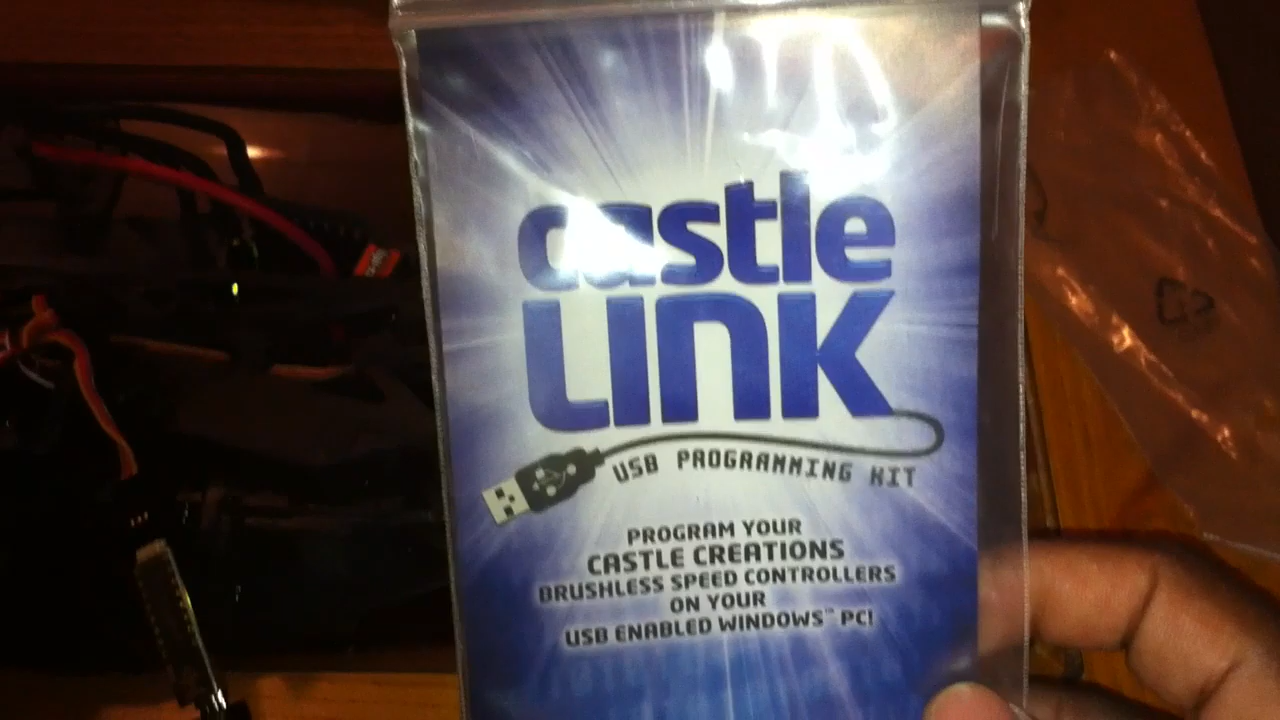 castle
LINK
USB PROGRAMMING KIT
PROGRAM YOUR
CASTLE CREATIONS
BRUSHLESS SPEED CONTROLLERS
ON YOUR
USB ENABLED WINDOWS™ PC!